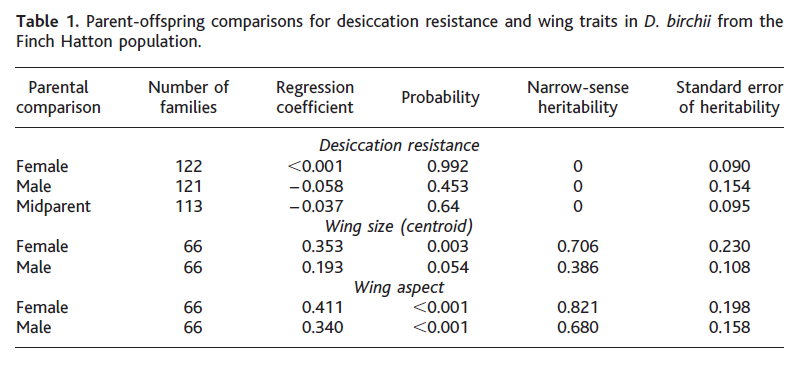 Table 1. Parent-offspring comparisons for desiccation resistance and wing traits in D. birchii from the
Finch Hatton population.
Parental comparison Number of families Regression coefficient Probability Narrow-sense heritability Standard error of heritability
Desiccation resistance
Female 122 <0.001 0.992 0 0.090
Male 121 −0.058 0.453 0 0.154
Midparent 113 −0.037 0.64 0 0.095
Wing size (centroid)
Female 66 0.353 0.003 0.706 0.230
Male 66 0.193 0.054 0.386 0.108
Wing aspect
Female 66 0.411 <0.001 0.821 0.198
Male 66 0.340 <0.001 0.680 0.158